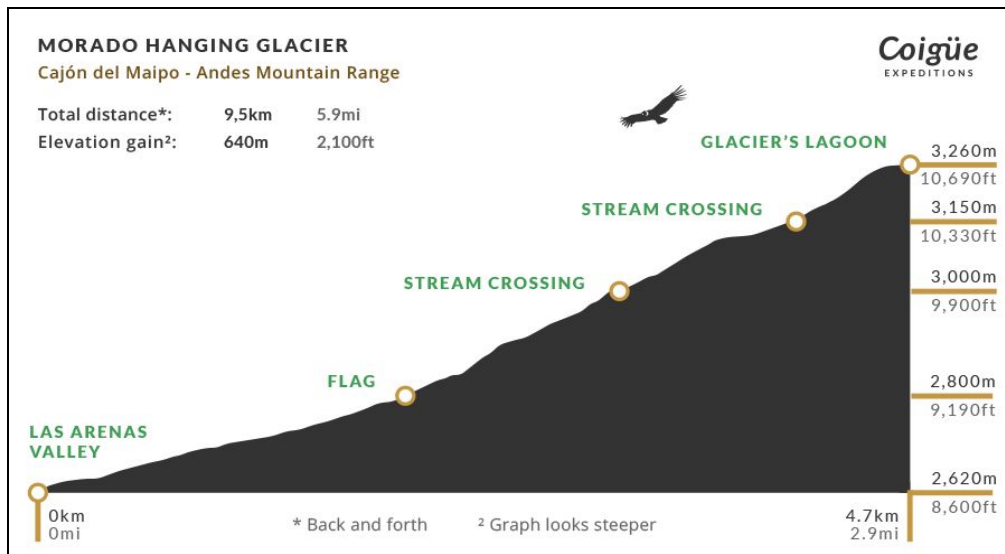 MORADO HANGING GLACIER
Cajón del Maipo - Andes Mountain Range
Total distance*: 9,5km 5.9mi
Elevation gain²: 640m 2,100ft
Coigüe
EXPEDITIONS
GLACIER'S LAGOON
3,260m
10,690ft
STREAM CROSSING
3,150m
10,330ft
STREAM CROSSING
3,000m
9,900ft
FLAG
2,800m
9,190ft
LAS ARENAS
VALLEY
2,620m
8,600ft
0km
0mi
* Back and forth
² Graph looks steeper
4.7km
2.9mi